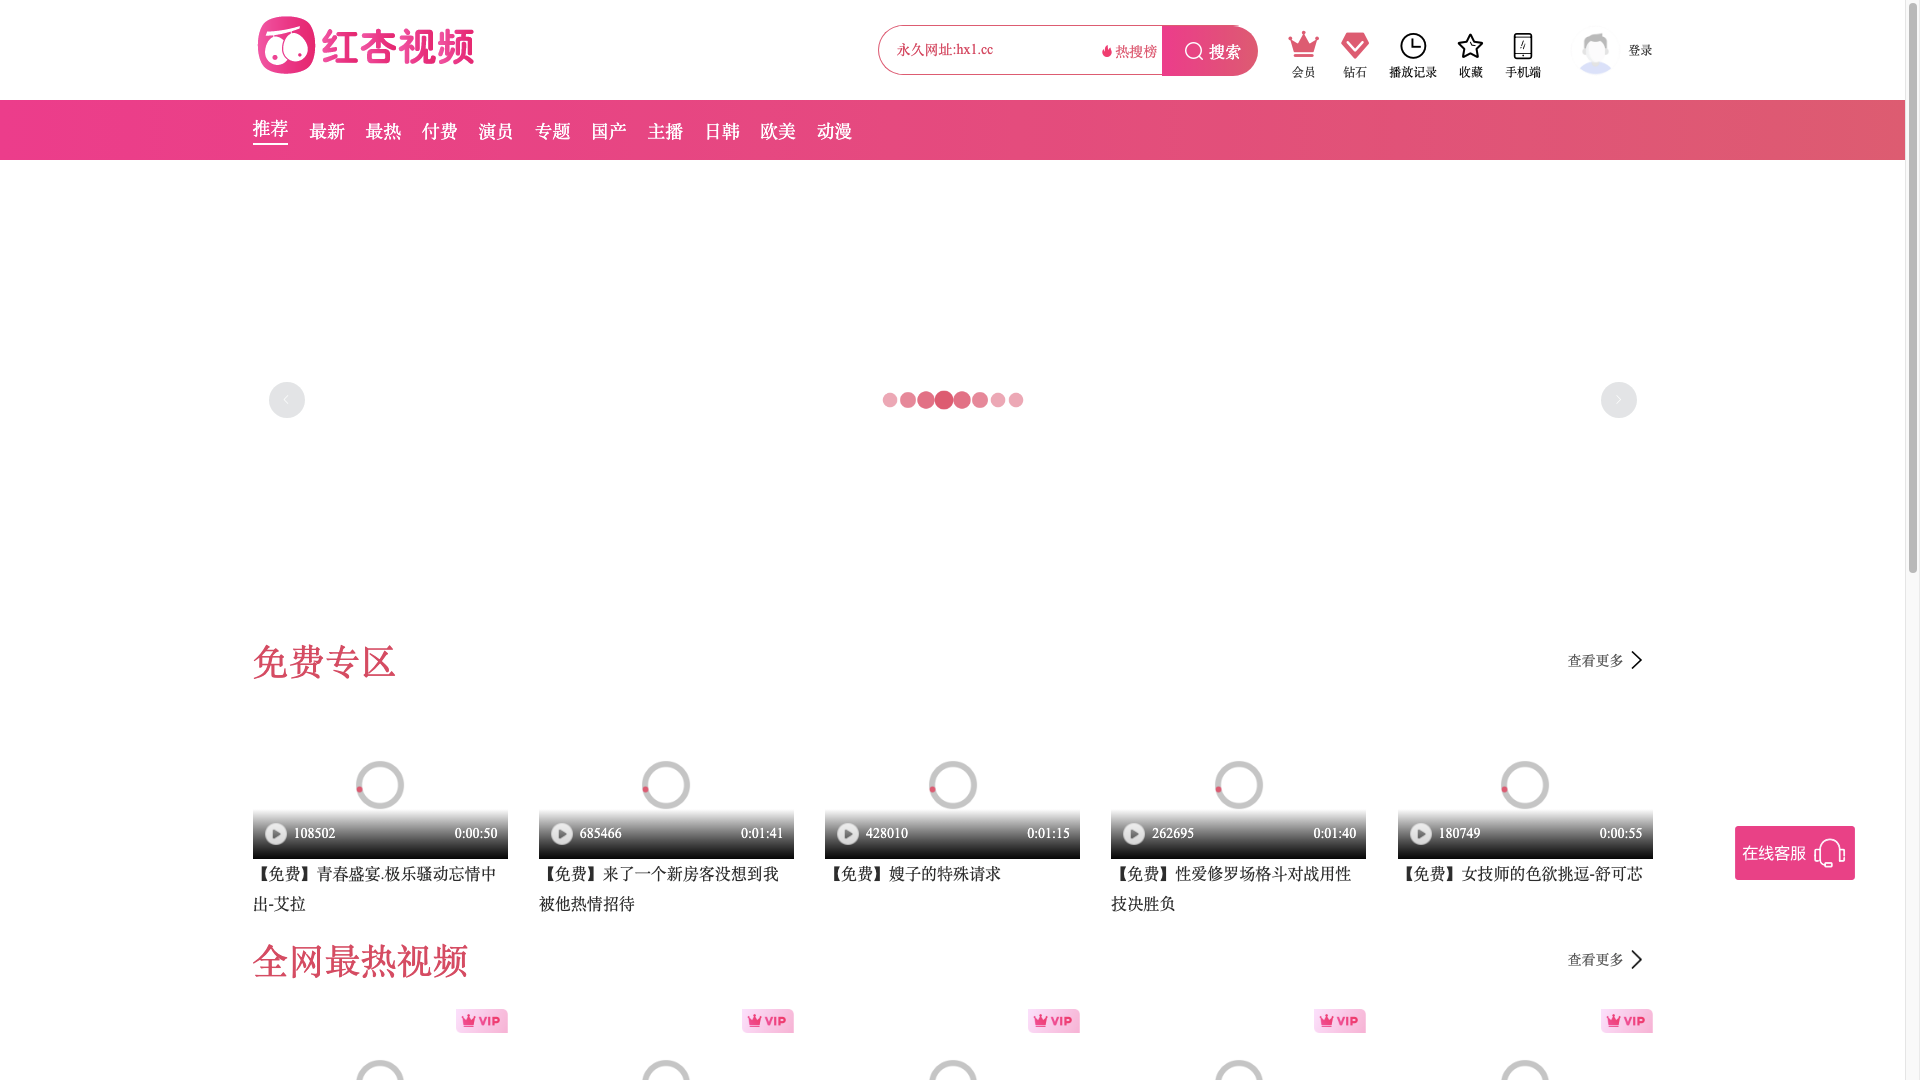 红杏视频
永久网址:hx1.cc
热搜榜
搜索
会员
钻石
播放记录
收藏
手机端
登录
推荐
最新
最热
付费
演员
专题
国产
主播
日韩
欧美
动漫
免费专区
查看更多
108502
0:00:50
685466
0:01:41
428010
0:01:15
262695
0:01:40
180749
0:00:55
【免费】青春盛宴.极乐骚动忘情中
出-艾拉
【免费】来了一个新房客没想到我
被他热情招待
【免费】嫂子的特殊请求
【免费】性爱修罗场格斗对战用性
技决胜负
【免费】女技师的色欲挑逗-舒可芯
在线客服
全网最热视频
查看更多
VIP
VIP
VIP
VIP
VIP